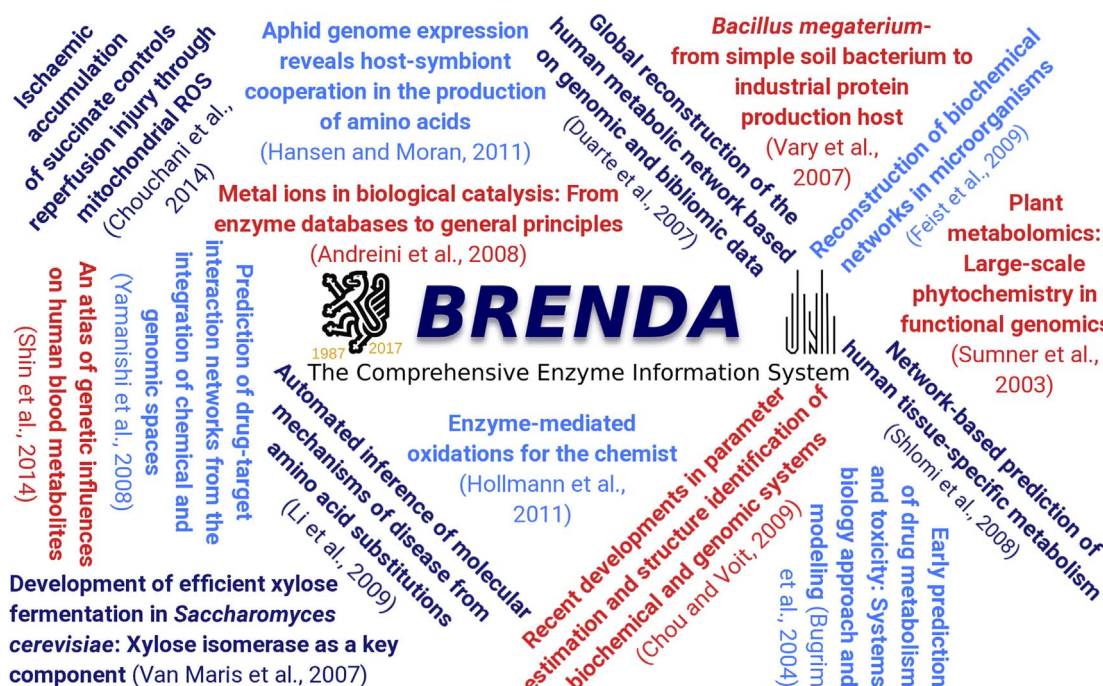 Ischaemic
accumulation
of succinate controls
reperfusion injury through
mitochondrial ROS
(Chouchani et al.,
2014)
Aphid genome expression
reveals host-symbiont
cooperation in the production
of amino acids
(Hansen and Moran, 2011)
Global reconstruction of the
human metabolic network based
on genomic and bibliomic data
(Duarte et al., 2007)
Bacillus megaterium-
from simple soil bacterium to
industrial protein
production host
(Vary et al.,
2007)
Reconstruction of biochemical
networks in microorganisms
(Feist et al., 2009)
Metal ions in biological catalysis: From
enzyme databases to general principles
(Andreini et al., 2008)
Plant
metabolomics:
Large-scale
phytochemistry in
functional genomics
(Sumner et al.,
2003)
An atlas of genetic influences
on human blood metabolites
(Shin et al., 2014)
Prediction of drug-target
interaction networks from the
integration of chemical and
genomic spaces
(Yamanishi et al., 2008)
1987 2017
BRENDA
The Comprehensive Enzyme Information System
Automated inference of molecular
mechanisms of disease from
amino acid substitutions
(Li et al., 2009)
Enzyme-mediated
oxidations for the chemist
(Hollmann et al.,
2011)
Recent developments in parameter
estimation and structure identification of
biochemical and genomic systems
(Chou and Voit, 2009)
Network-based prediction of
human tissue-specific metabolism
(Shlomi et al., 2008)
Early prediction
of drug metabolism
and toxicity: Systems
biology approach and
modeling (Bugrim
et al., 2004)
Development of efficient xylose
fermentation in Saccharomyces
cerevisiae: Xylose isomerase as a key
component (Van Maris et al., 2007)